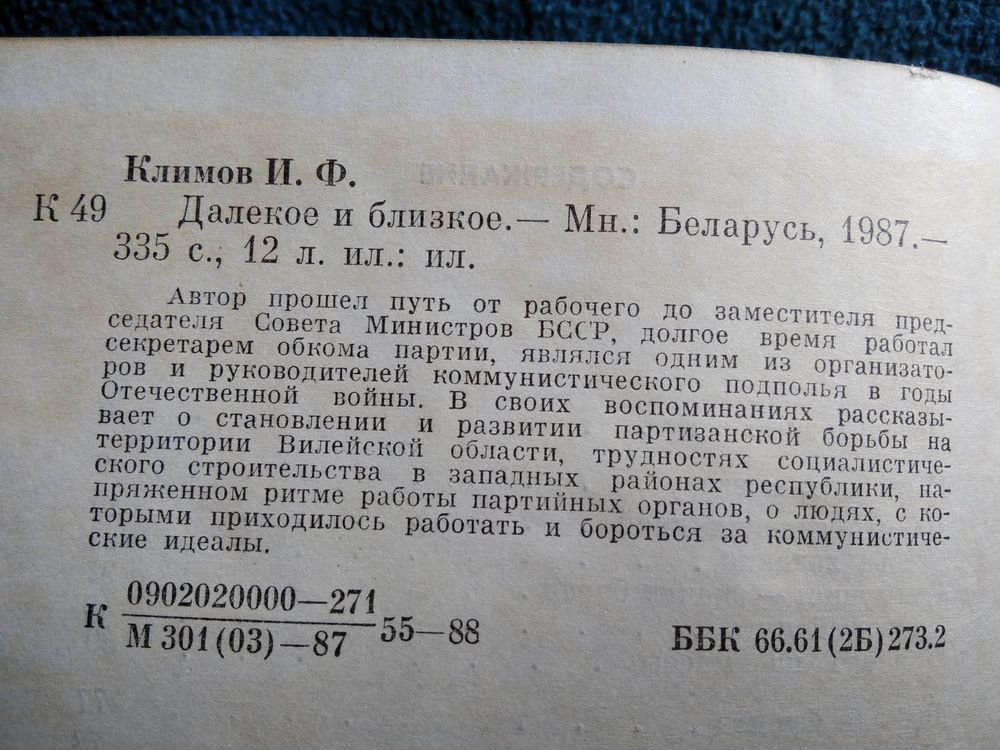 Климов И. Ф.
К 49 Далекое и близкое.— Мн.: Беларусь, 1987.—
335 с., 12 л. ил.: ил.
Автор прошел путь от рабочего до заместителя пред-
седателя Совета Министров БССР, долгое время работал
секретарем обкома партии, являлся одним из организато-
ров и руководителей коммунистического подполья в годы
Отечественной войны. В своих воспоминаниях рассказы-
вает о становлении и развитии партизанской борьбы на
территории Вилейской области, трудностях социалистиче-
ского строительства в западных районах республики, на-
пряженном ритме работы партийных органов, о людях, с ко-
торыми приходилось работать и бороться за коммунистиче-
ские идеалы.
К 0902020000—271
М 301(03)—87 55—88
ББК 66.61(2Б)273.2